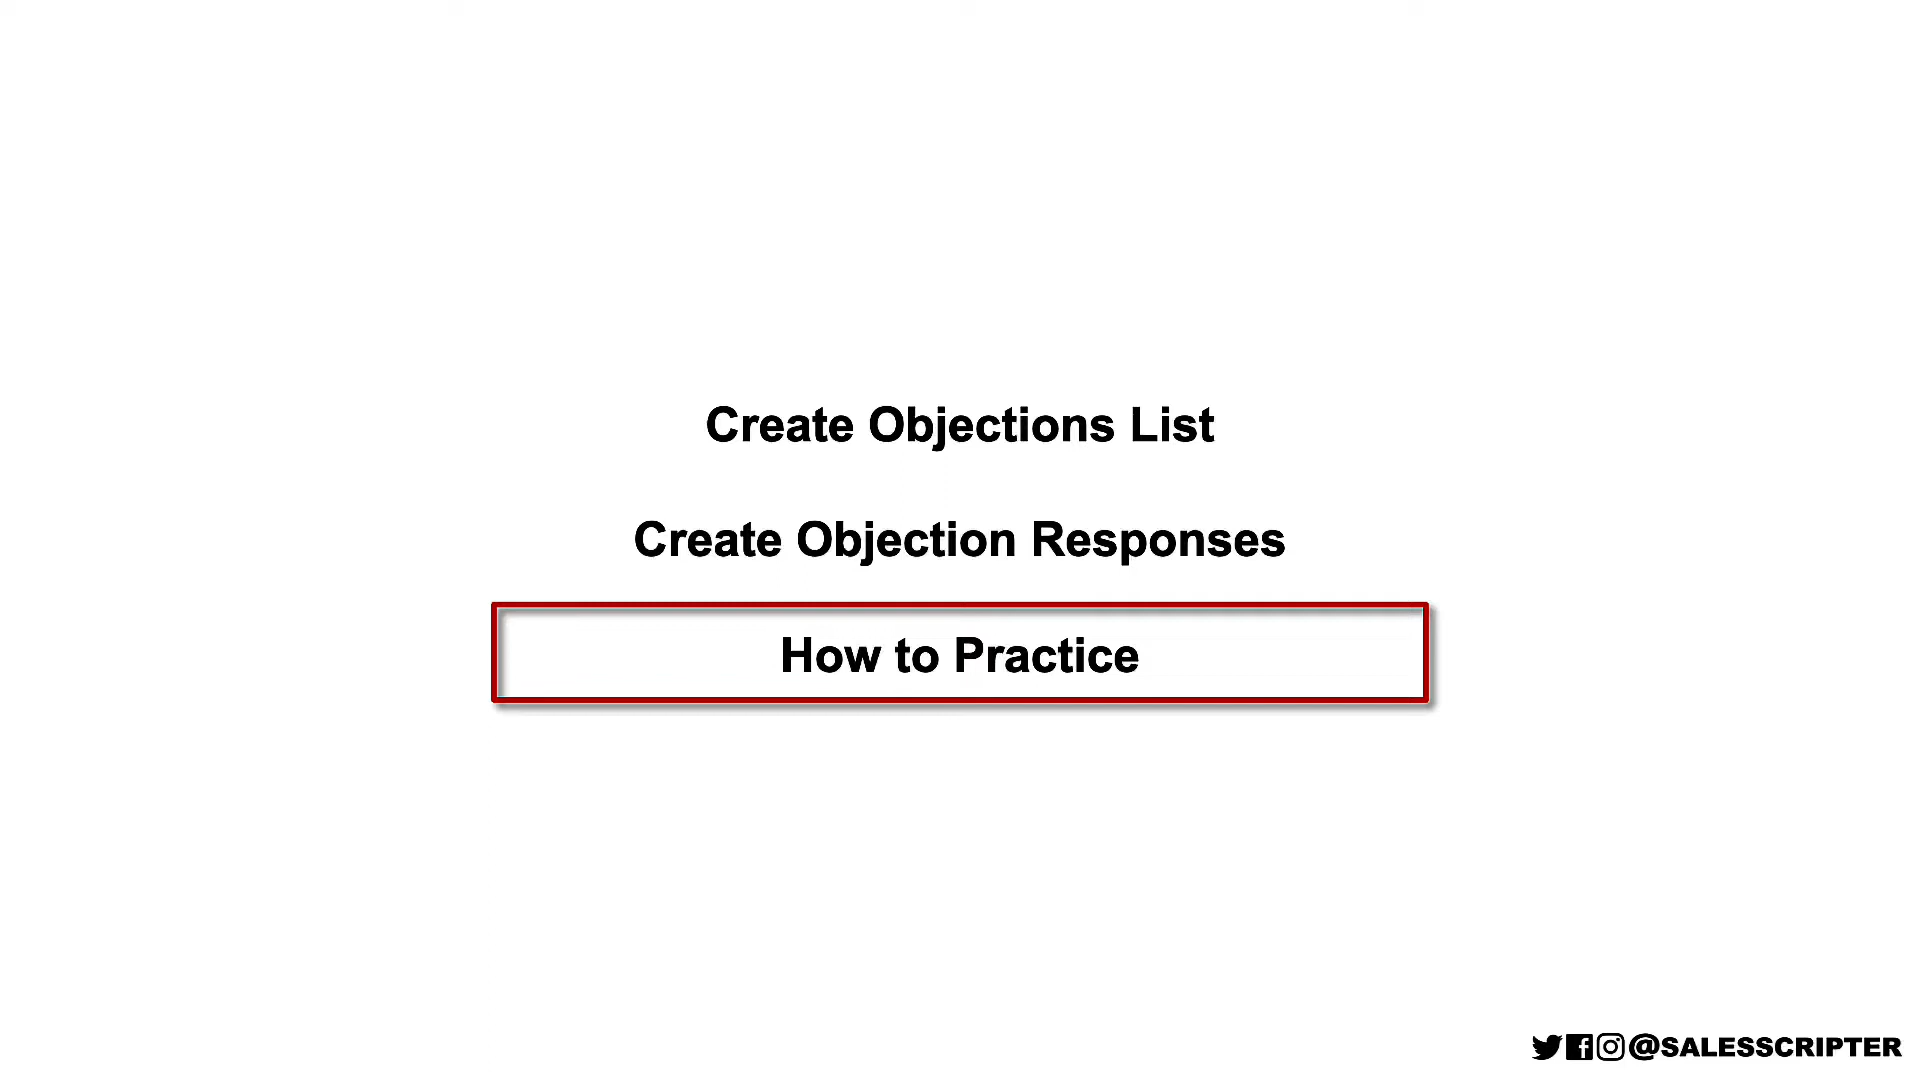 Create Objections List
Create Objection Responses
How to Practice
@SALESSCRIPTER